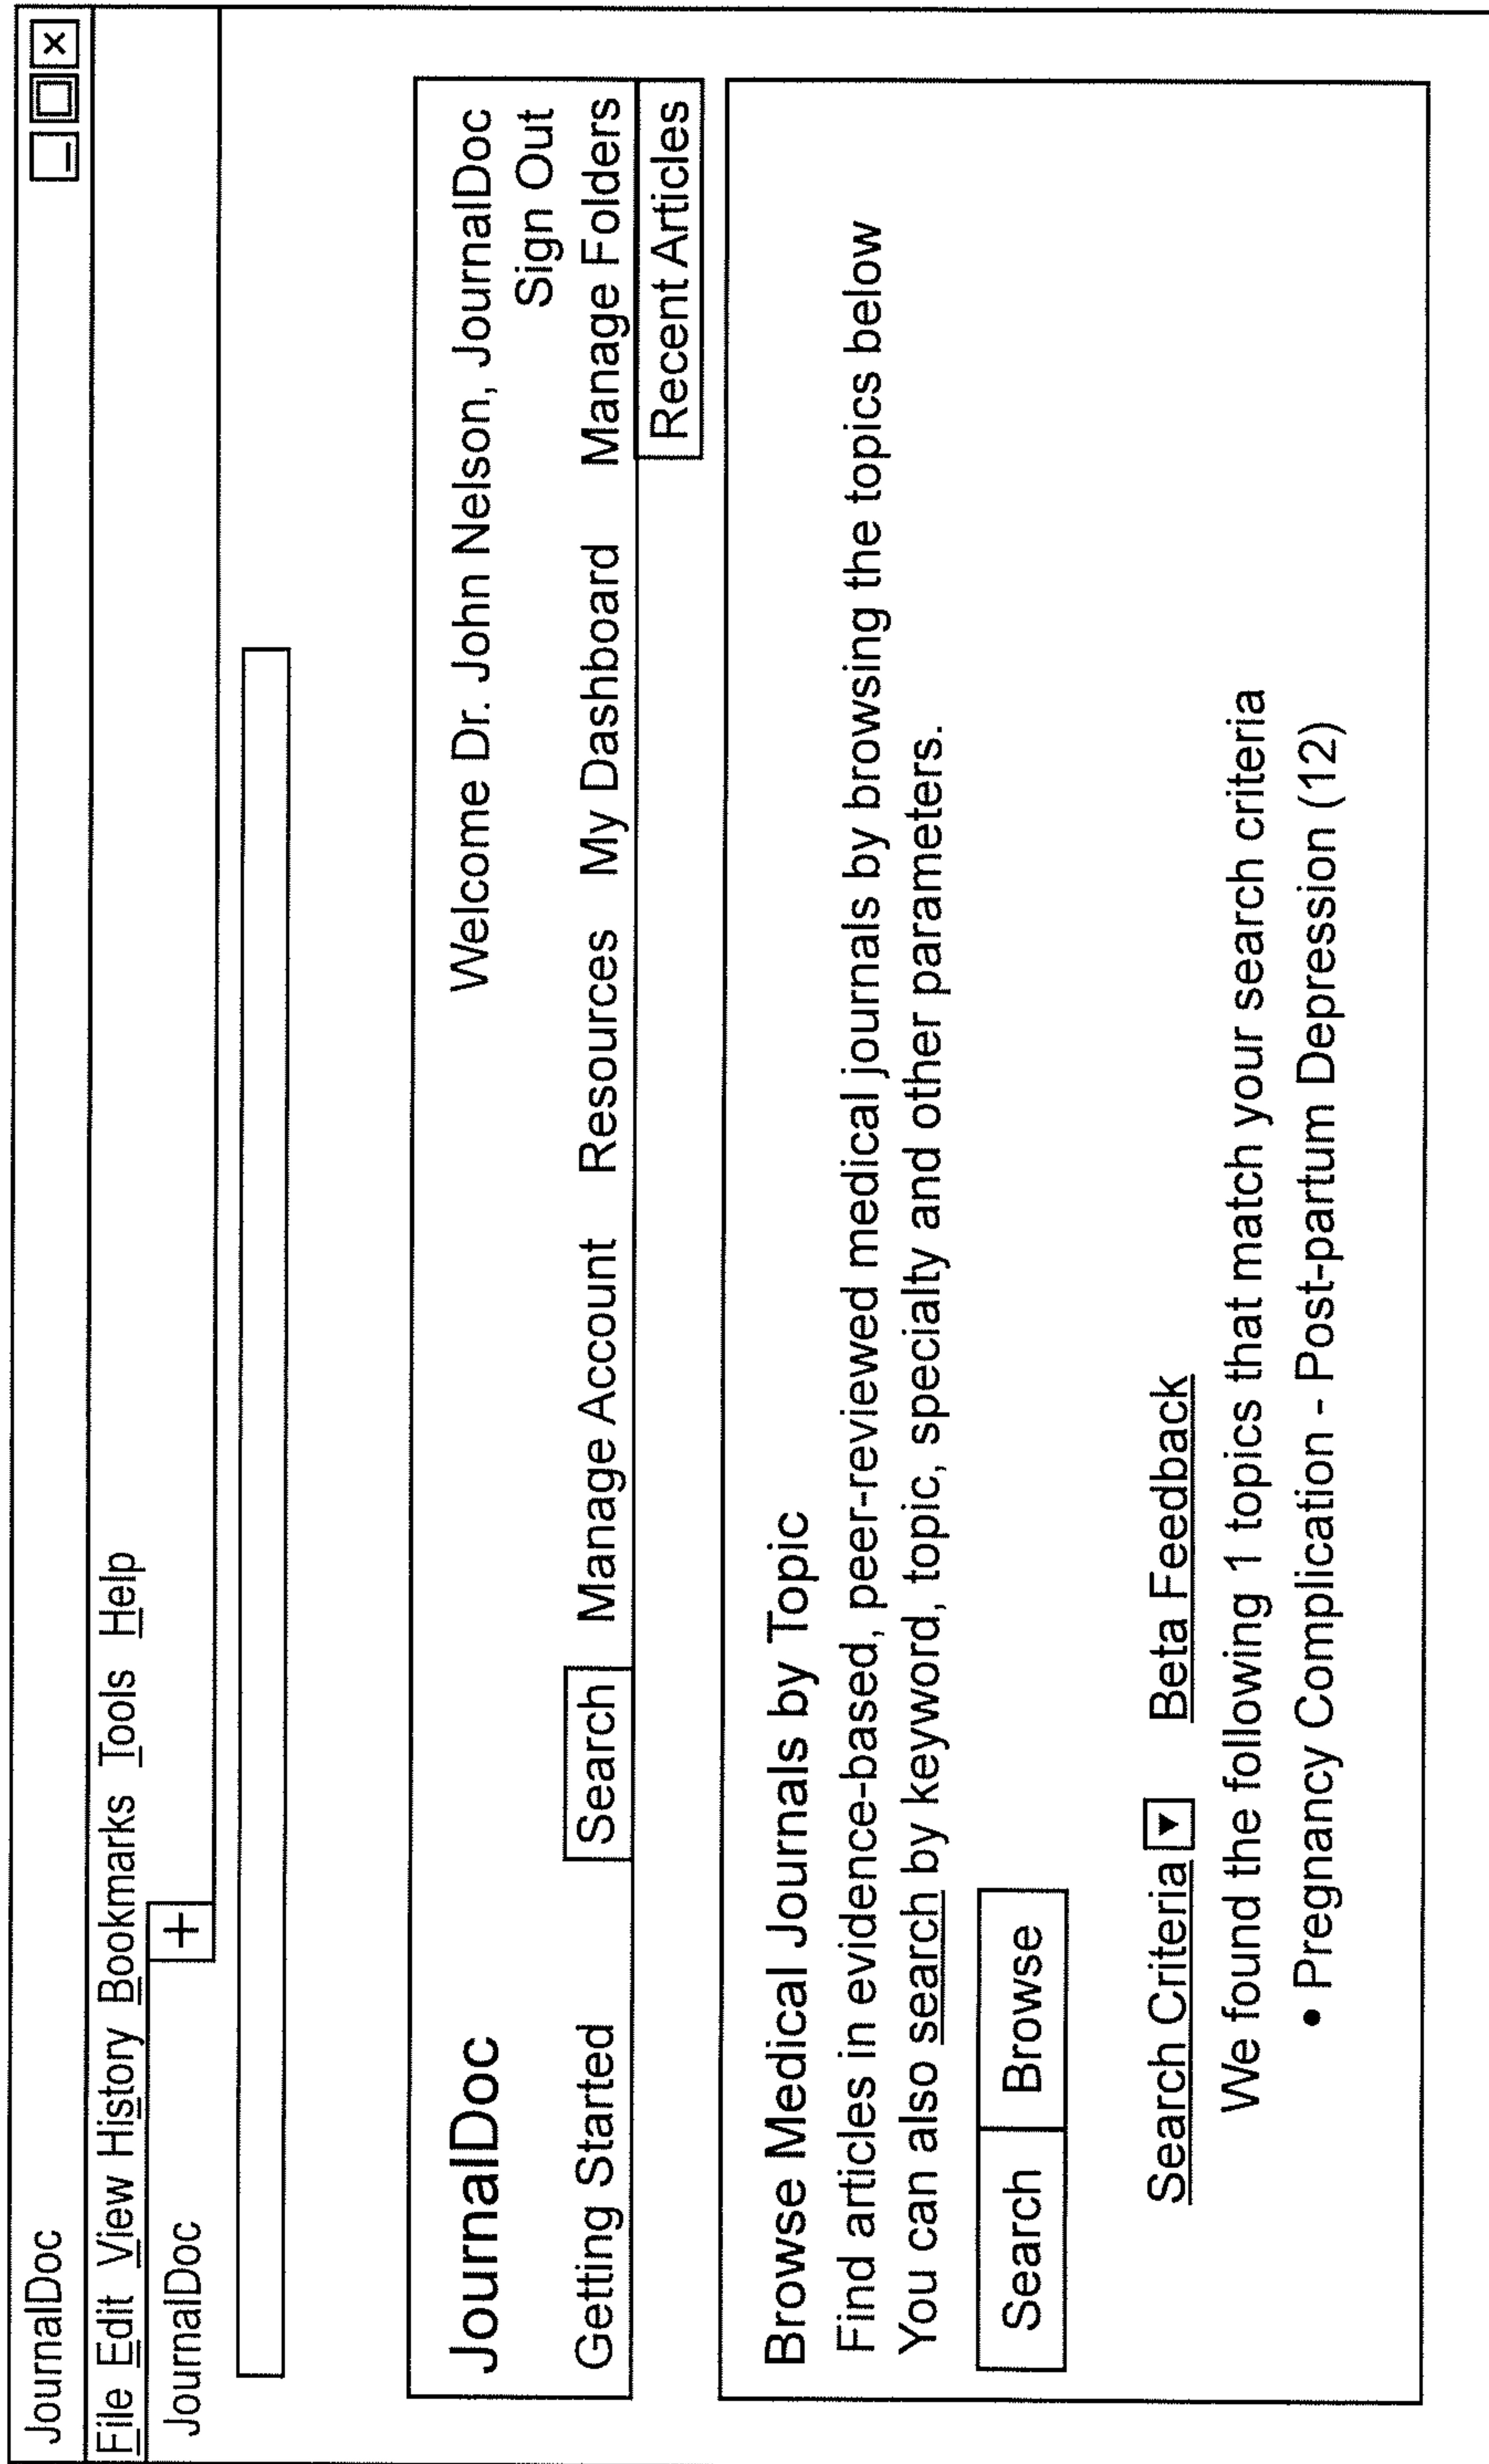 JournalDoc
File Edit View History Bookmarks Tools Help
JournalDoc +
JournalDoc
Welcome Dr. John Nelson, JournalDoc
Sign Out
Getting Started Search Manage Account Resources My Dashboard Manage Folders
Recent Articles
Browse Medical Journals by Topic
Find articles in evidence-based, peer-reviewed medical journals by browsing the topics below
You can also search by keyword, topic, specialty and other parameters.
Search Browse
Search Criteria ▼ Beta Feedback
We found the following 1 topics that match your search criteria
• Pregnancy Complication - Post-partum Depression (12)